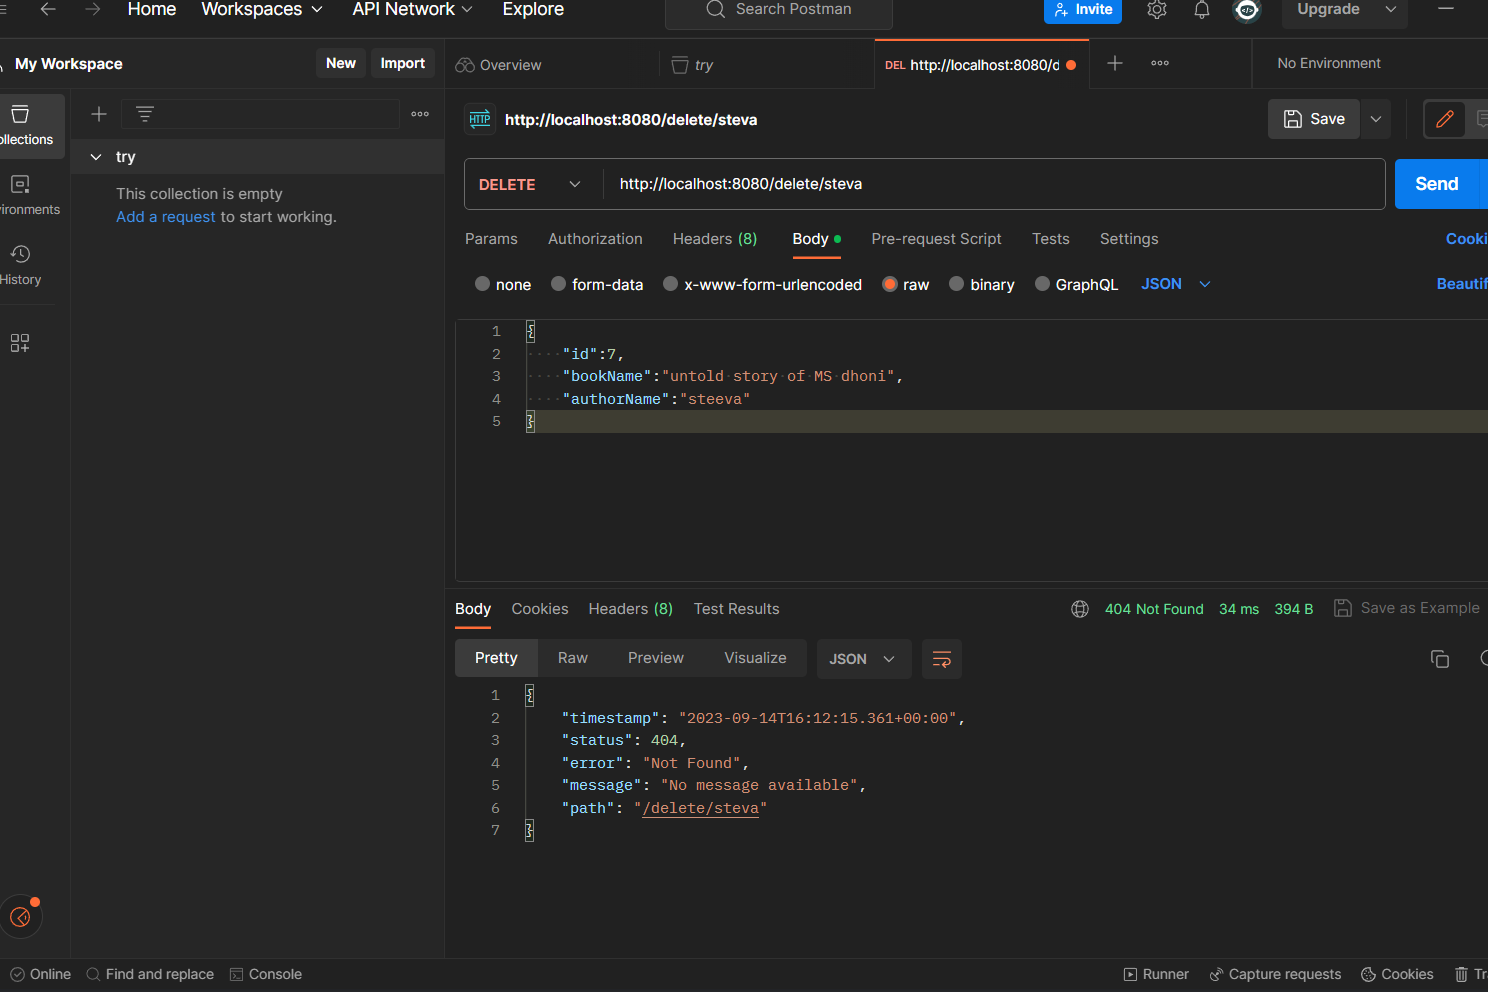 Home Workspaces API Network Explore Search Postman Invite Upgrade
My Workspace New Import Overview try DEL http://localhost:8080/d No Environment
ollections
ironments
History
try
This collection is empty
Add a request to start working.
HTTP http://localhost:8080/delete/steva Save
DELETE http://localhost:8080/delete/steva Send
Params Authorization Headers (8) Body Pre-request Script Tests Settings Cooki
none form-data x-www-form-urlencoded raw binary GraphQL JSON Beautif
1 {
2 "id":7,
3 "bookName":"untold story of MS dhoni",
4 "authorName":"steeva"
5 }
Body Cookies Headers (8) Test Results 404 Not Found 34 ms 394 B Save as Example
Pretty Raw Preview Visualize JSON
1 {
2 "timestamp": "2023-09-14T16:12:15.361+00:00",
3 "status": 404,
4 "error": "Not Found",
5 "message": "No message available",
6 "path": "/delete/steva"
7 }
Online Find and replace Console Runner Capture requests Cookies Tr